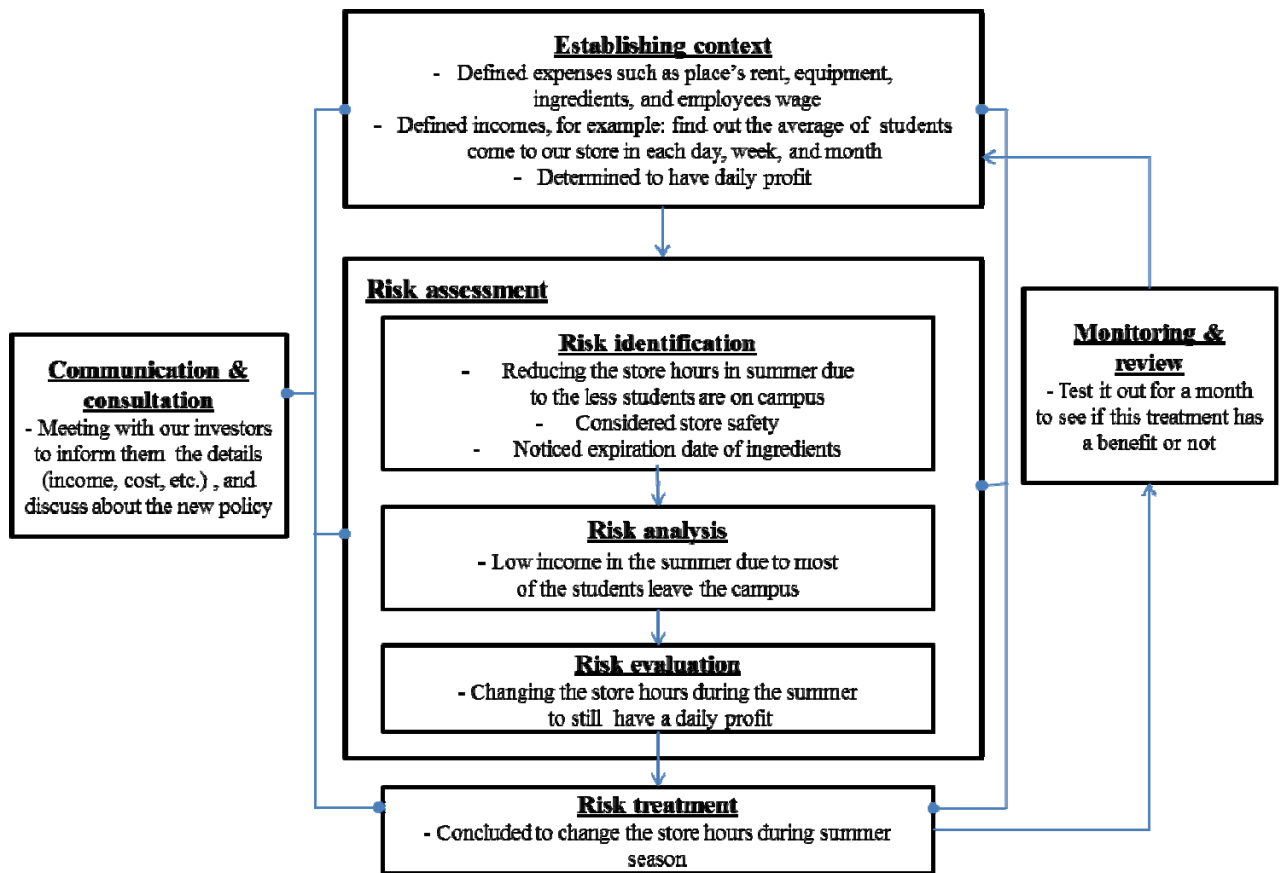 Establishing context
- Defined expenses such as place's rent, equipment,
ingredients, and employees wage
- Defined incomes, for example: find out the average of students
come to our store in each day, week, and month
- Determined to have daily profit
Risk assessment
Risk identification
- Reducing the store hours in summer due
to the less students are on campus
- Considered store safety
- Noticed expiration date of ingredients
Risk analysis
- Low income in the summer due to most
of the students leave the campus
Risk evaluation
- Changing the store hours during the summer
to still have a daily profit
Risk treatment
- Concluded to change the store hours during summer
season
Communication &
consultation
- Meeting with our investors
to inform them the details
(income, cost, etc.) , and
discuss about the new policy
Monitoring &
review
- Test it out for a month
to see if this treatment has
a benefit or not